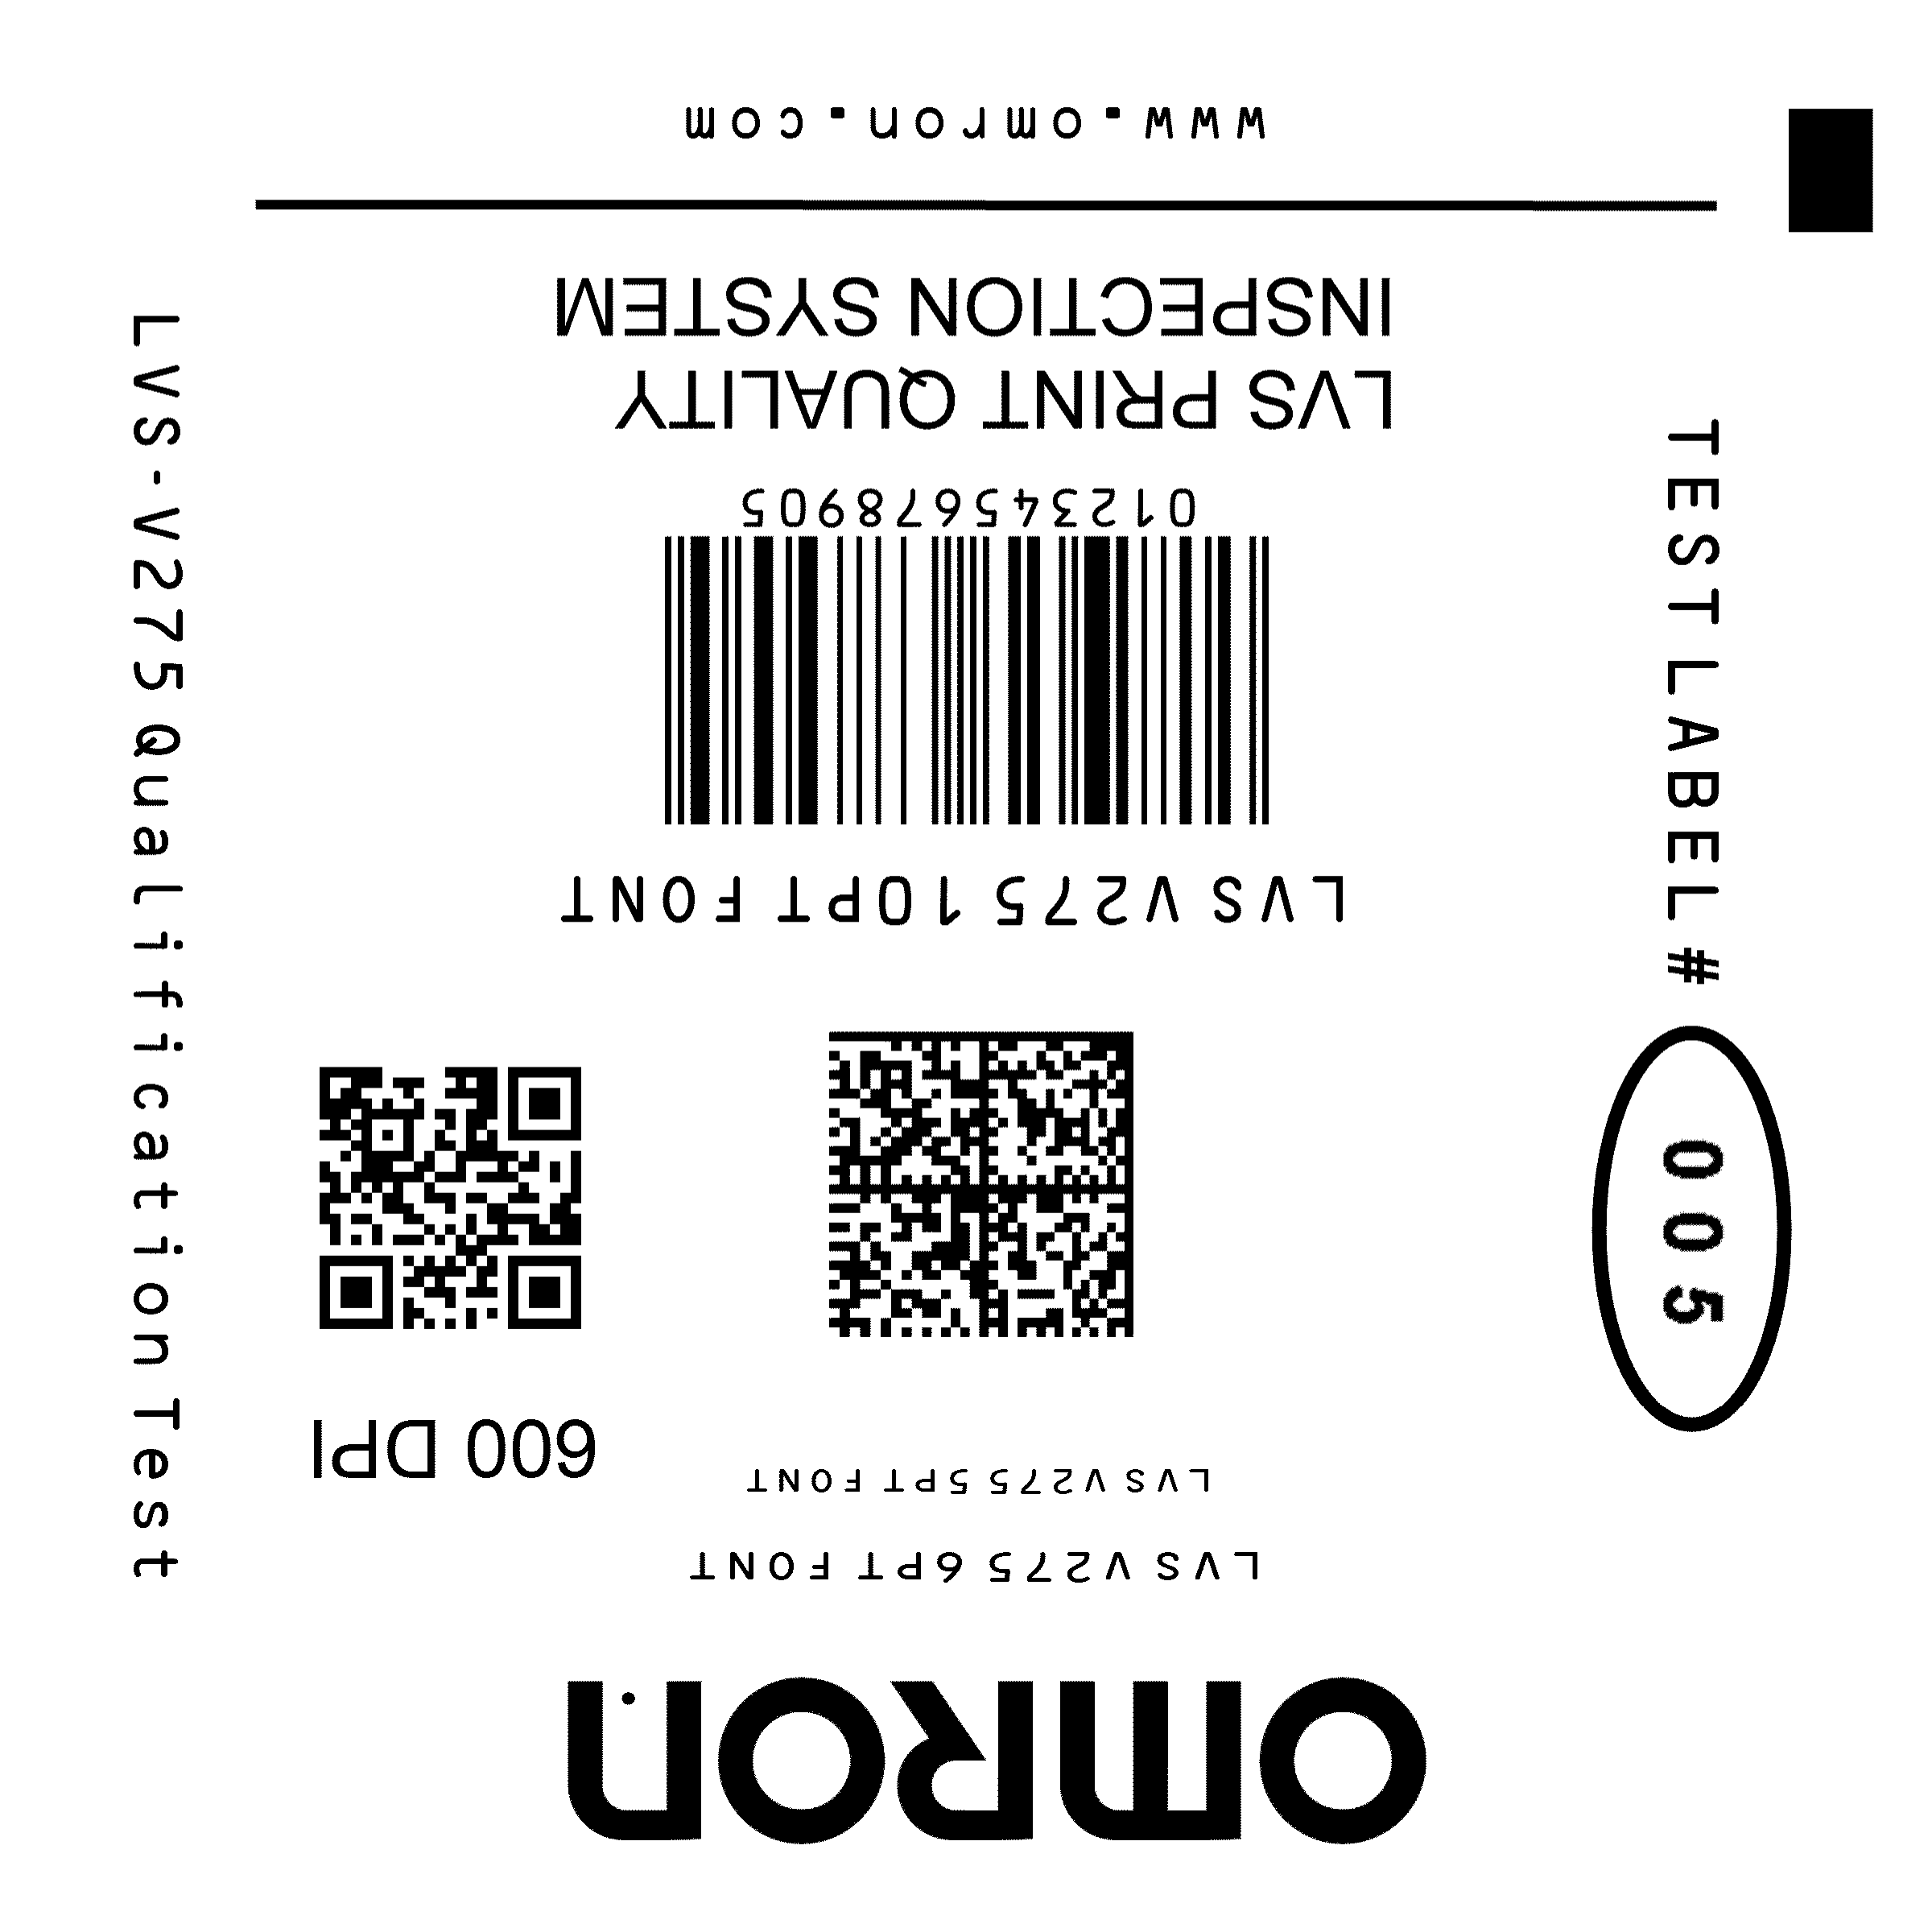 OMRON
LVS V275 6PT FONT
LVS V275 5PT FONT
600 DPI
LVS V275 10PT FONT
012345678905
LVS PRINT QUALITY
INSPECTION SYSTEM
www.omron.com
TEST LABEL # 005
LVS-V275 Qualification Test